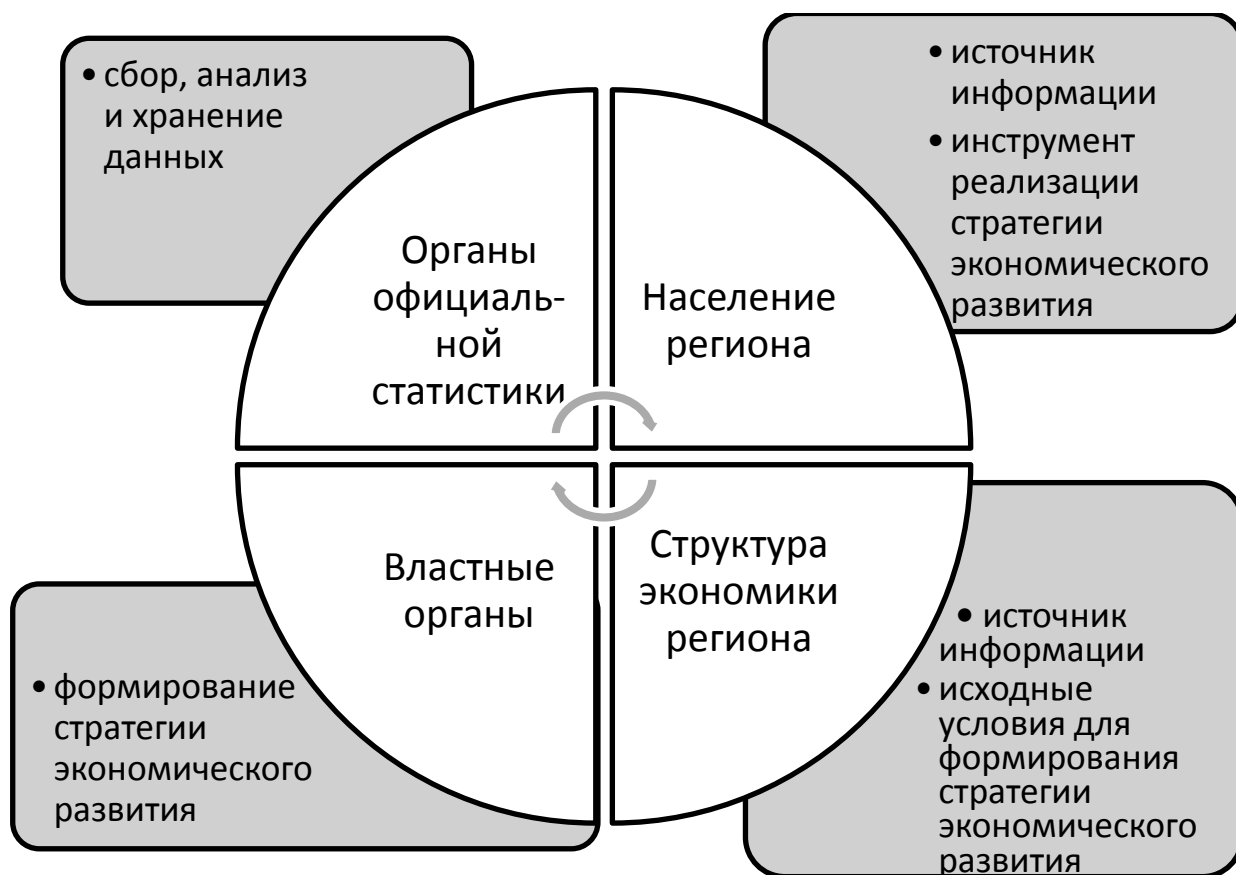 • сбор, анализ
и хранение
данных
• источник
информации
• инструмент
реализации
стратегии
экономического
развития
Органы
официаль-
ной
статистики
Население
региона
Властные
органы
Структура
экономики
региона
• формирование
стратегии
экономического
развития
• источник
информации
• исходные
условия для
формирования
стратегии
экономического
развития